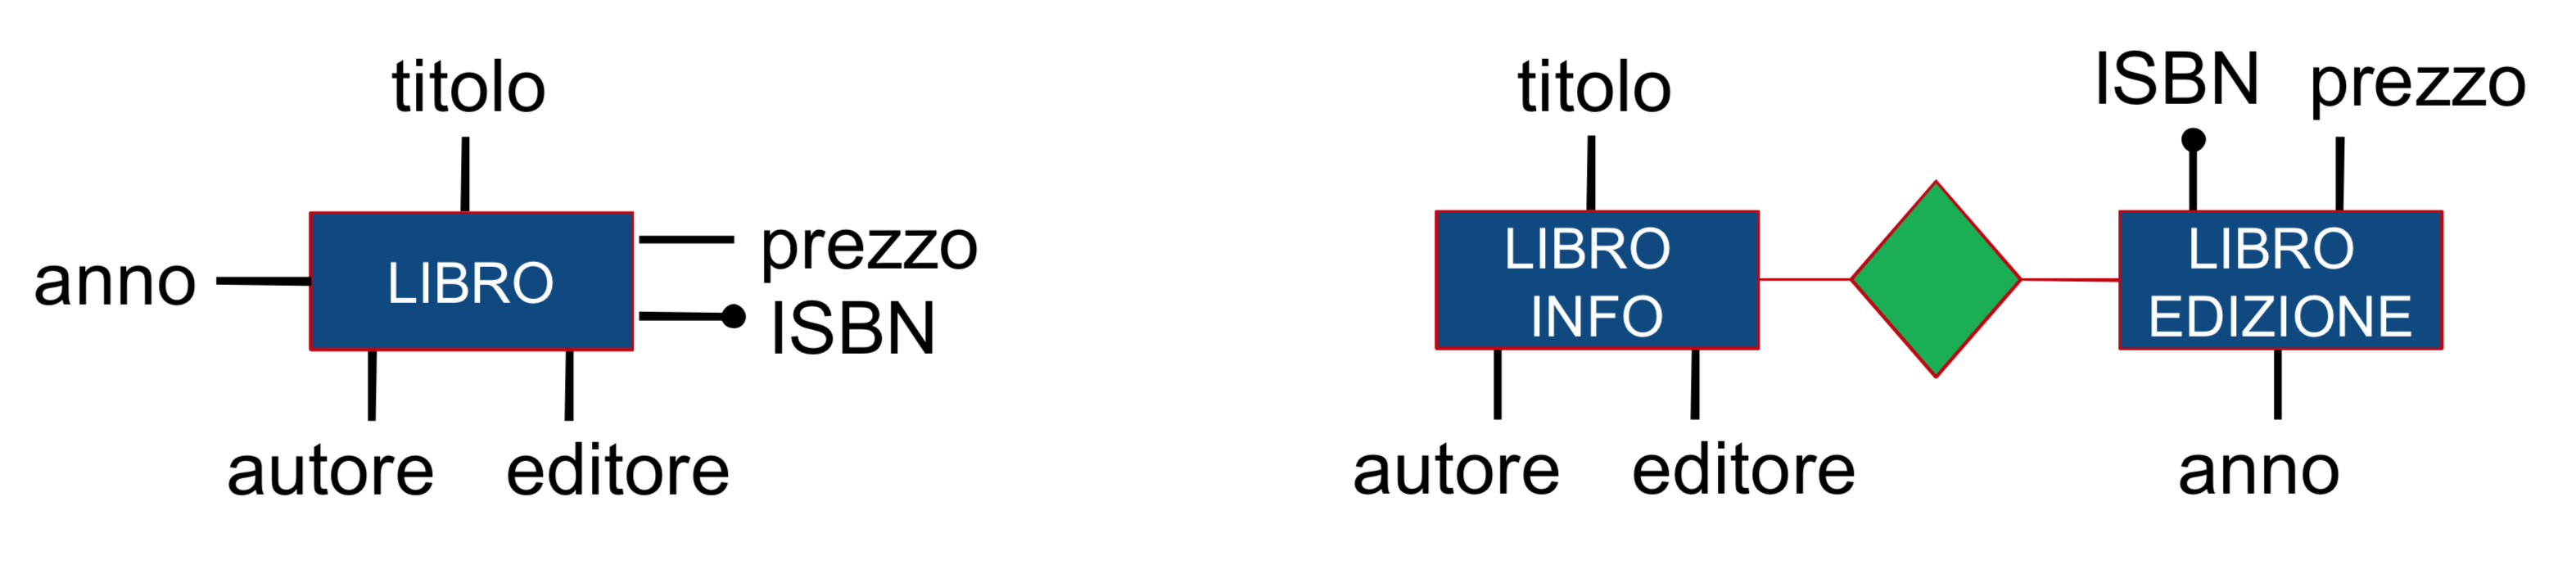 titolo
anno
LIBRO
prezzo
ISBN
autore
editore
titolo
ISBN
prezzo
LIBRO
INFO
LIBRO
EDIZIONE
autore
editore
anno